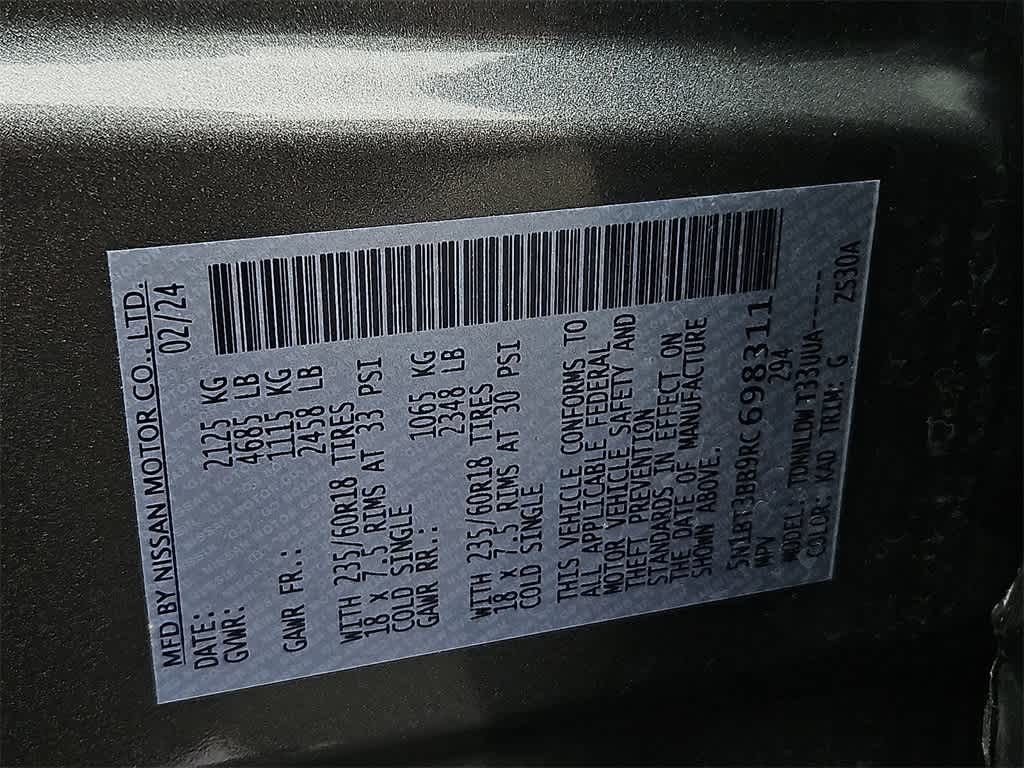 MFD BY NISSAN MOTOR CO., LTD.
DATE: 02/24
GVWR: 2125 KG
4685 LB
GAWR FR.: 1115 KG
2458 LB
WITH 235/60R18 TIRES
18 x 7.5 RIMS AT 33 PSI
COLD SINGLE
GAWR RR.: 1065 KG
2348 LB
WITH 235/60R18 TIRES
18 x 7.5 RIMS AT 30 PSI
COLD SINGLE
THIS VEHICLE CONFORMS TO
ALL APPLICABLE FEDERAL
MOTOR VEHICLE SAFETY AND
THEFT PREVENTION
STANDARDS IN EFFECT ON
THE DATE OF MANUFACTURE
SHOWN ABOVE.
5N1BT3BB9RC698311
MPV 294
MODEL: TDNNLDW T33UUA-----
COLOR: KAD TRIM: G ZS30A